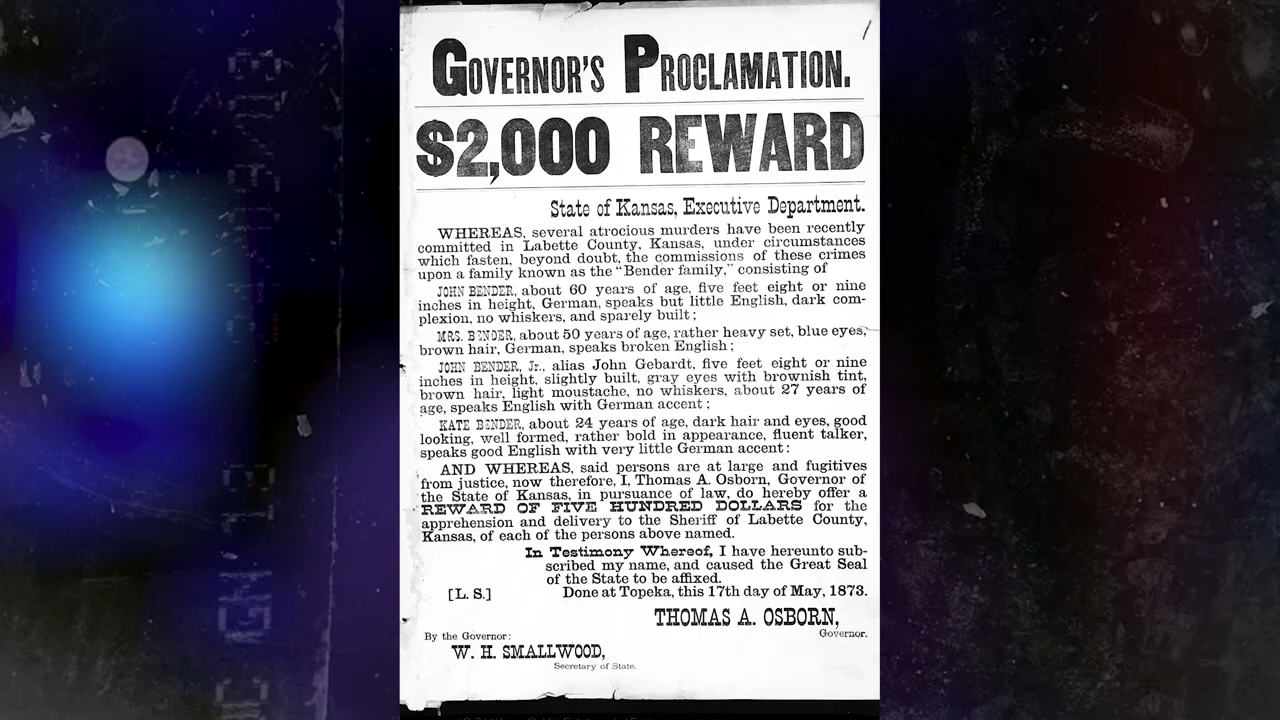 GOVERNOR'S PROCLAMATION.
$2,000 REWARD
State of Kansas, Executive Department.
WHEREAS, several atrocious murders have been recently
committed in Labette County, Kansas, under circumstances
which fasten, beyond doubt, the commissions of these crimes
upon a family known as the "Bender family," consisting of
JOHN BENDER, about 60 years of age, five feet eight or nine
inches in height, German, speaks but little English, dark com-
plexion, no whiskers, and sparely built;
MRS. BENDER, about 50 years of age, rather heavy set, blue eyes,
brown hair, German, speaks broken English;
JOHN BENDER, Jr., alias John Gebardt, five feet eight or nine
inches in height, slightly built, gray eyes with brownish tint,
brown hair, light moustache, no whiskers, about 27 years of
age, speaks English with German accent;
KATE BENDER, about 24 years of age, dark hair and eyes, good
looking, well formed, rather bold in appearance, fluent talker,
speaks good English with very little German accent:
AND WHEREAS, said persons are at large and fugitives
from justice, now therefore, I, Thomas A. Osborn, Governor of
the State of Kansas, in pursuance of law, do hereby offer a
REWARD OF FIVE HUNDRED DOLLARS for the
apprehension and delivery to the Sheriff of Labette County,
Kansas, of each of the persons above named.
In Testimony Whereof, I have hereunto sub-
scribed my name, and caused the Great Seal
of the State to be affixed.
[L. S.] Done at Topeka, this 17th day of May, 1873.
THOMAS A. OSBORN,
Governor.
By the Governor:
W. H. SMALLWOOD,
Secretary of State.